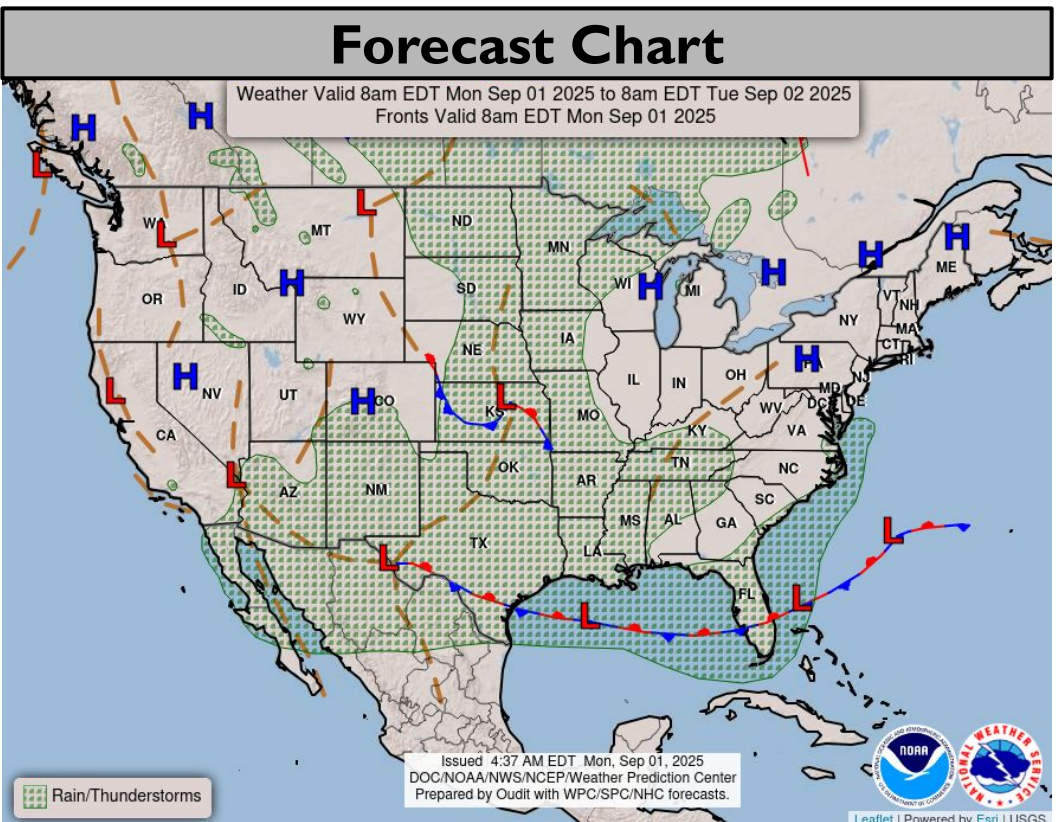 Forecast Chart
Weather Valid 8am EDT Mon Sep 01 2025 to 8am EDT Tue Sep 02 2025
Fronts Valid 8am EDT Mon Sep 01 2025
H
H
L
WA
L
MT
L
ND
MN
H
H
ME
H
OR
ID
H
WY
SD
WI
H
MI
VT
NH
NY
MA
CT
RI
NE
IA
H
PA
NJ
L
CA
H
NV
UT
H
CO
KS
L
MO
IL
IN
OH
WV
MD
DC
DE
VA
KY
L
AZ
NM
OK
AR
TN
NC
SC
MS
AL
GA
L
TX
LA
L
FL
L
L
Issued 4:37 AM EDT Mon, Sep 01, 2025
DOC/NOAA/NWS/NCEP/Weather Prediction Center
Prepared by Oudit with WPC/SPC/NHC forecasts.
Rain/Thunderstorms
NOAA
NATIONAL WEATHER SERVICE
Leaflet | Powered by Esri | USGS